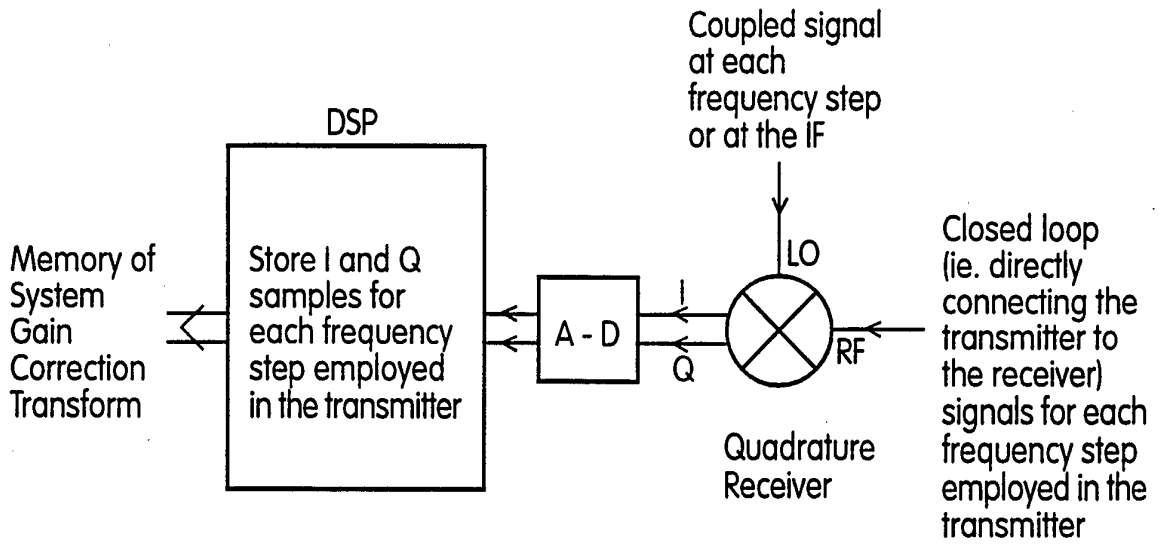 Coupled signal
at each
frequency step
or at the IF
DSP
Memory of
System
Gain
Correction
Transform
Store I and Q
samples for
each frequency
step employed
in the transmitter
A - D
I
Q
LO
RF
Quadrature
Receiver
Closed loop
(ie. directly
connecting the
transmitter to
the receiver)
signals for each
frequency step
employed in the
transmitter